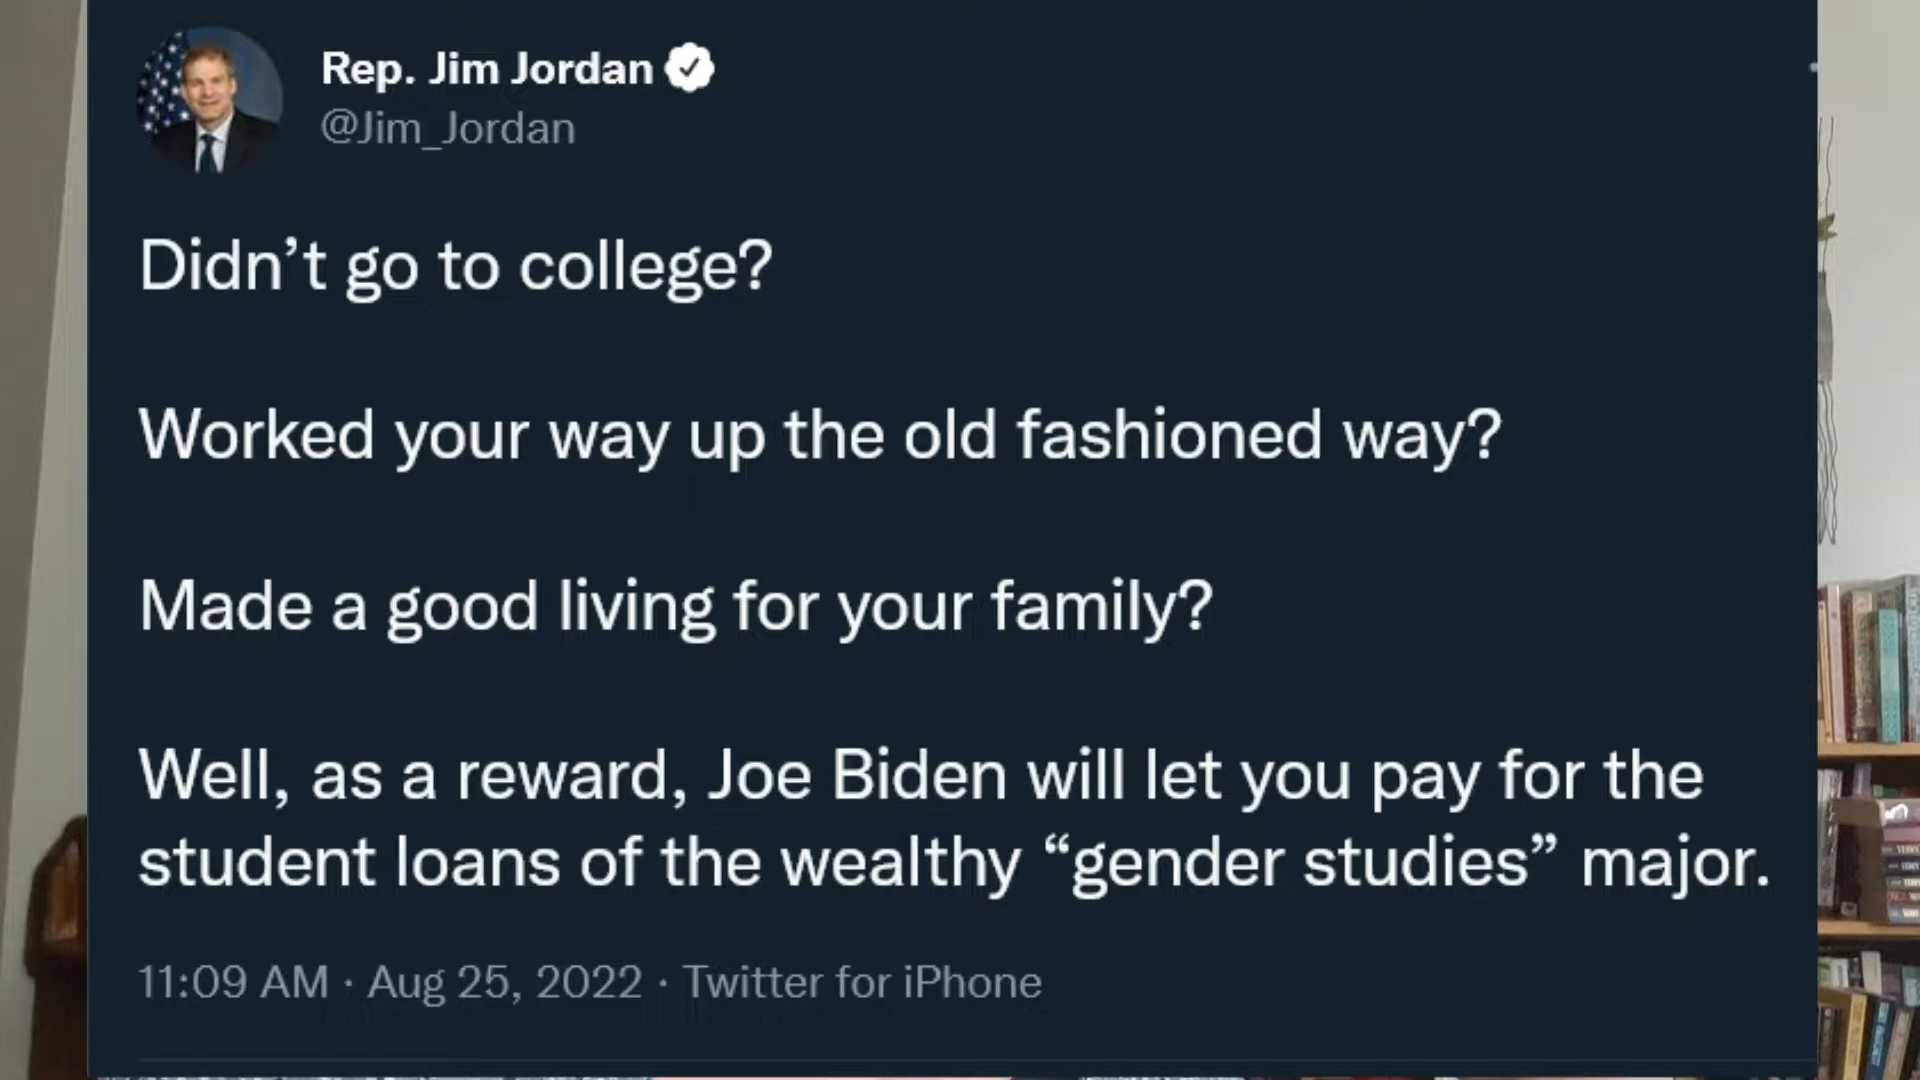 Rep. Jim Jordan
@Jim_Jordan
Didn’t go to college?
Worked your way up the old fashioned way?
Made a good living for your family?
Well, as a reward, Joe Biden will let you pay for the
student loans of the wealthy “gender studies” major.
11:09 AM · Aug 25, 2022 · Twitter for iPhone